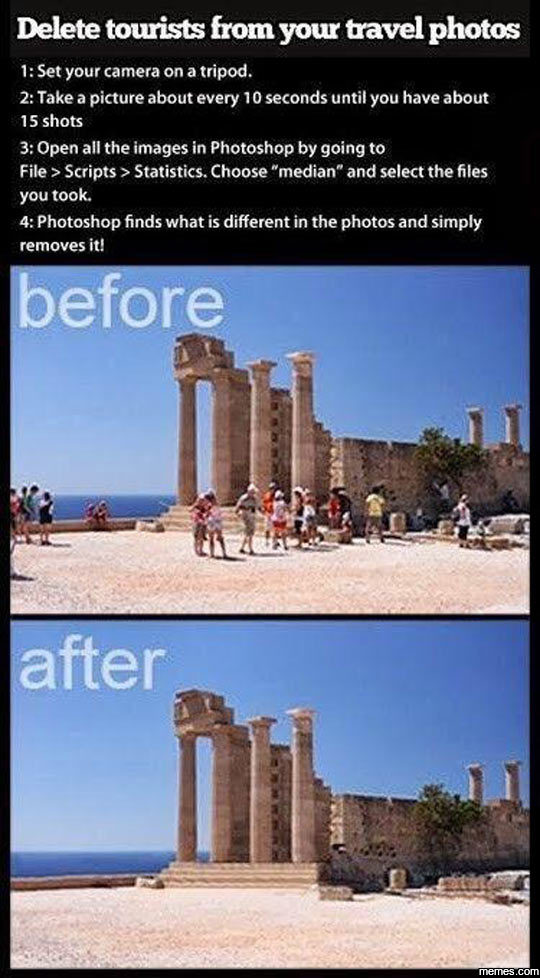 Delete tourists from your travel photos
1: Set your camera on a tripod.
2: Take a picture about every 10 seconds until you have about
15 shots
3: Open all the images in Photoshop by going to
File > Scripts > Statistics. Choose "median" and select the files
you took.
4: Photoshop finds what is different in the photos and simply
removes it!
before
after
memes.com